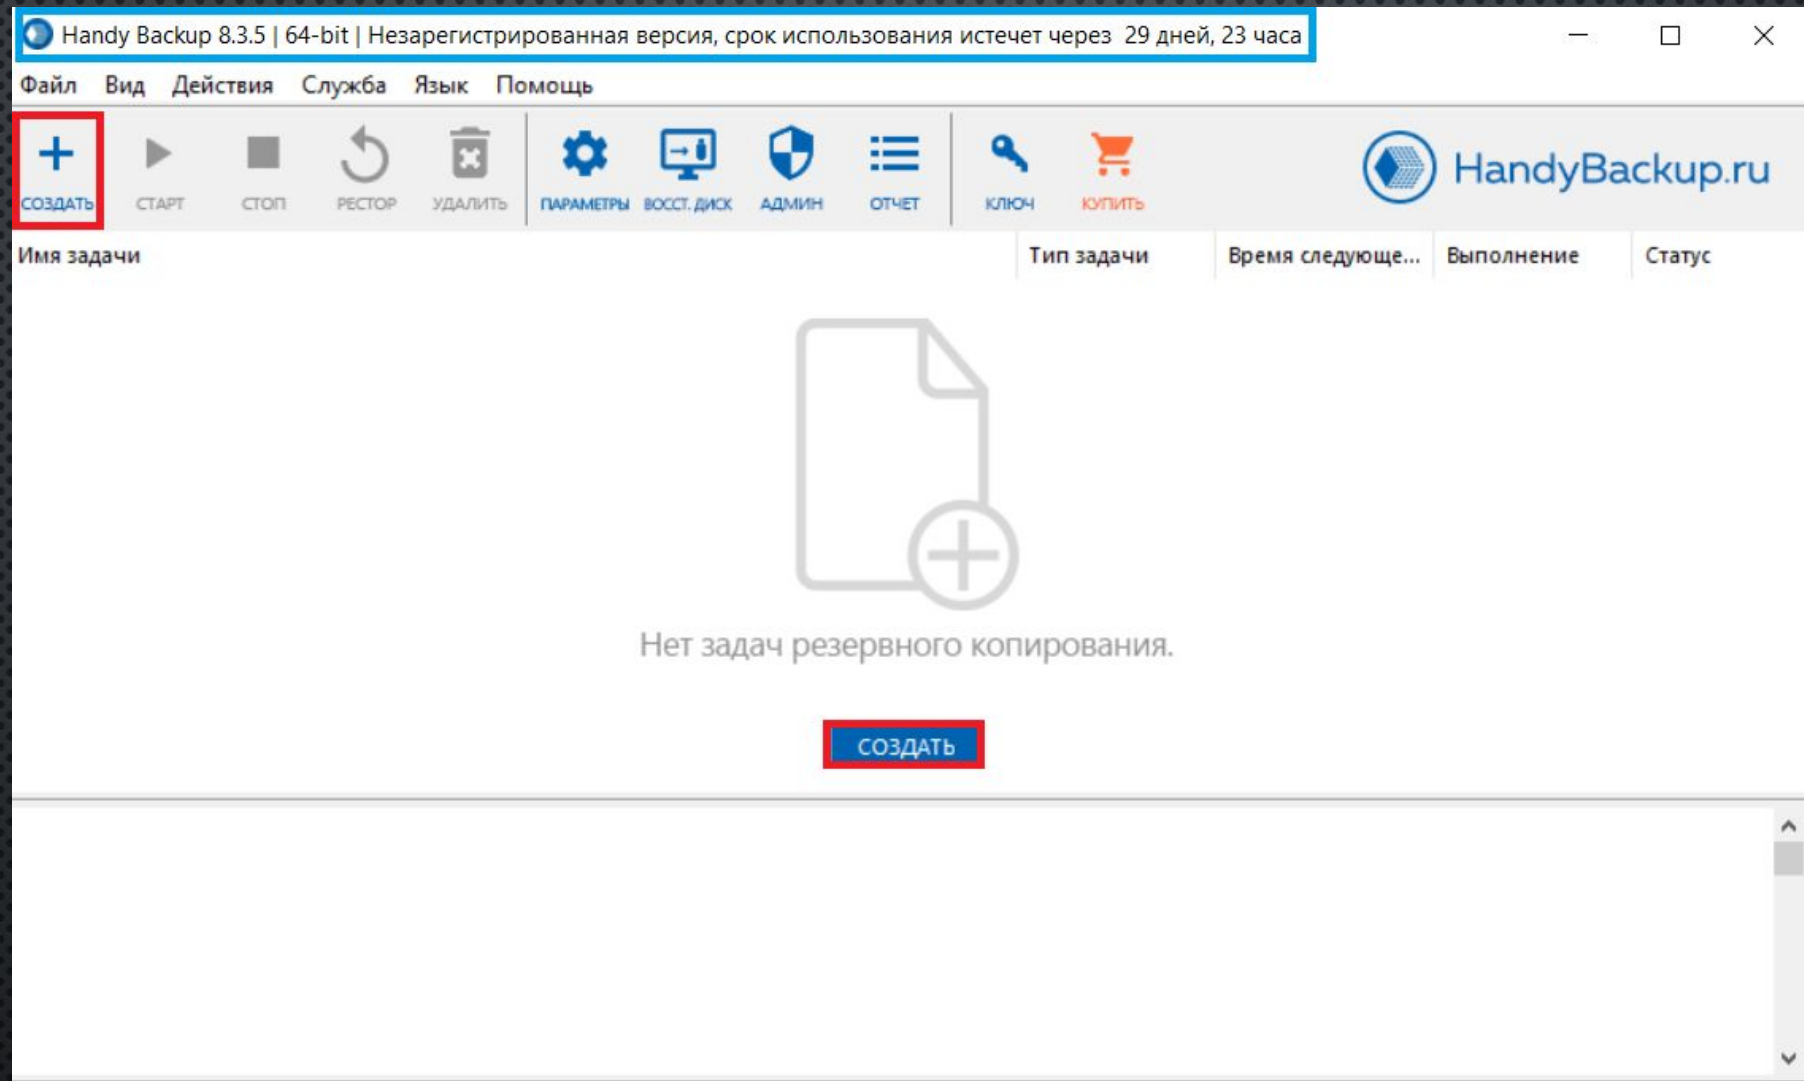 Handy Backup 8.3.5 | 64-bit | Незарегистрированная версия, срок использования истечет через 29 дней, 23 часа
Файл Вид Действия Служба Язык Помощь
СОЗДАТЬ СТАРТ СТОП РЕСТОР УДАЛИТЬ ПАРАМЕТРЫ ВОССТ. ДИСК АДМИН ОТЧЕТ КЛЮЧ КУПИТЬ HandyBackup.ru
Имя задачи Тип задачи Время следующе... Выполнение Статус
Нет задач резервного копирования.
СОЗДАТЬ